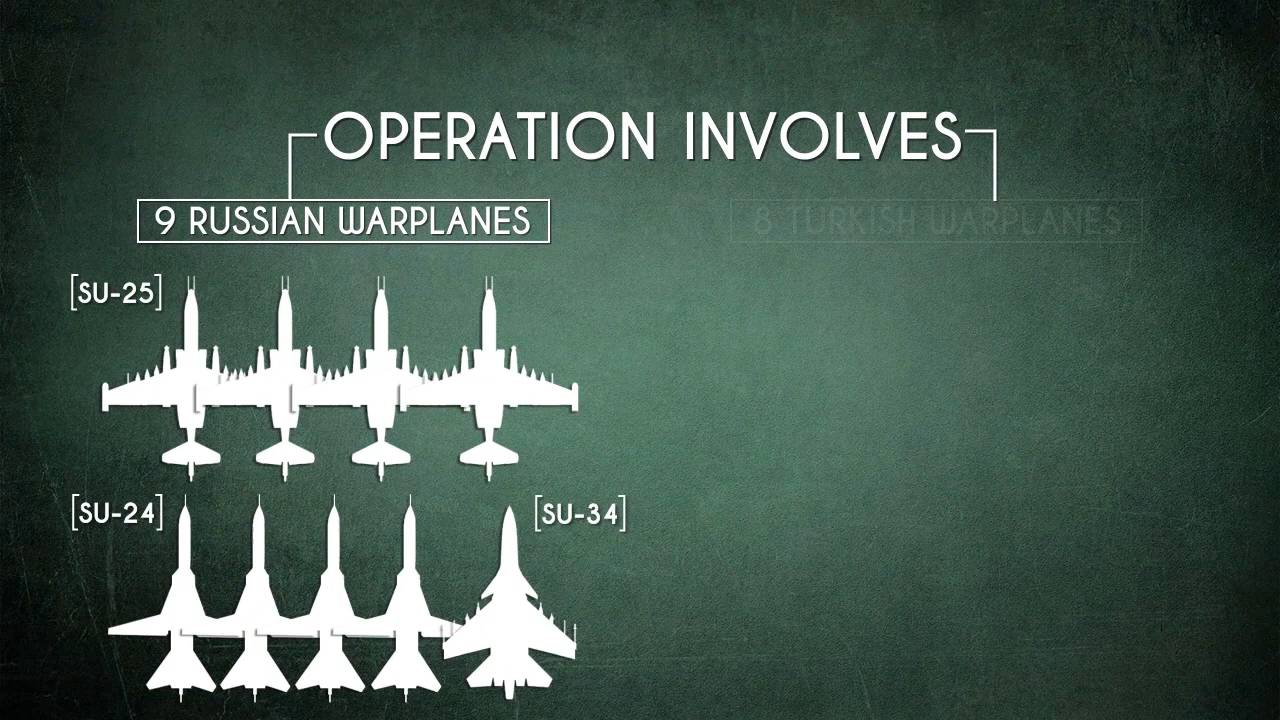 OPERATION INVOLVES
9 RUSSIAN WARPLANES
8 TURKISH WARPLANES
[SU-25]
[SU-24]
[SU-34]